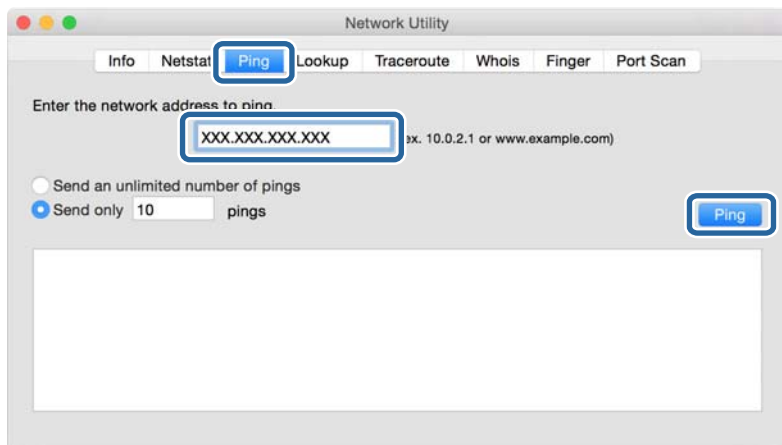 Network Utility
Info Netstat Ping Lookup Traceroute Whois Finger Port Scan
Enter the network address to ping.
XXX.XXX.XXX.XXX ex. 10.0.2.1 or www.example.com)
Send an unlimited number of pings
Send only 10 pings
Ping